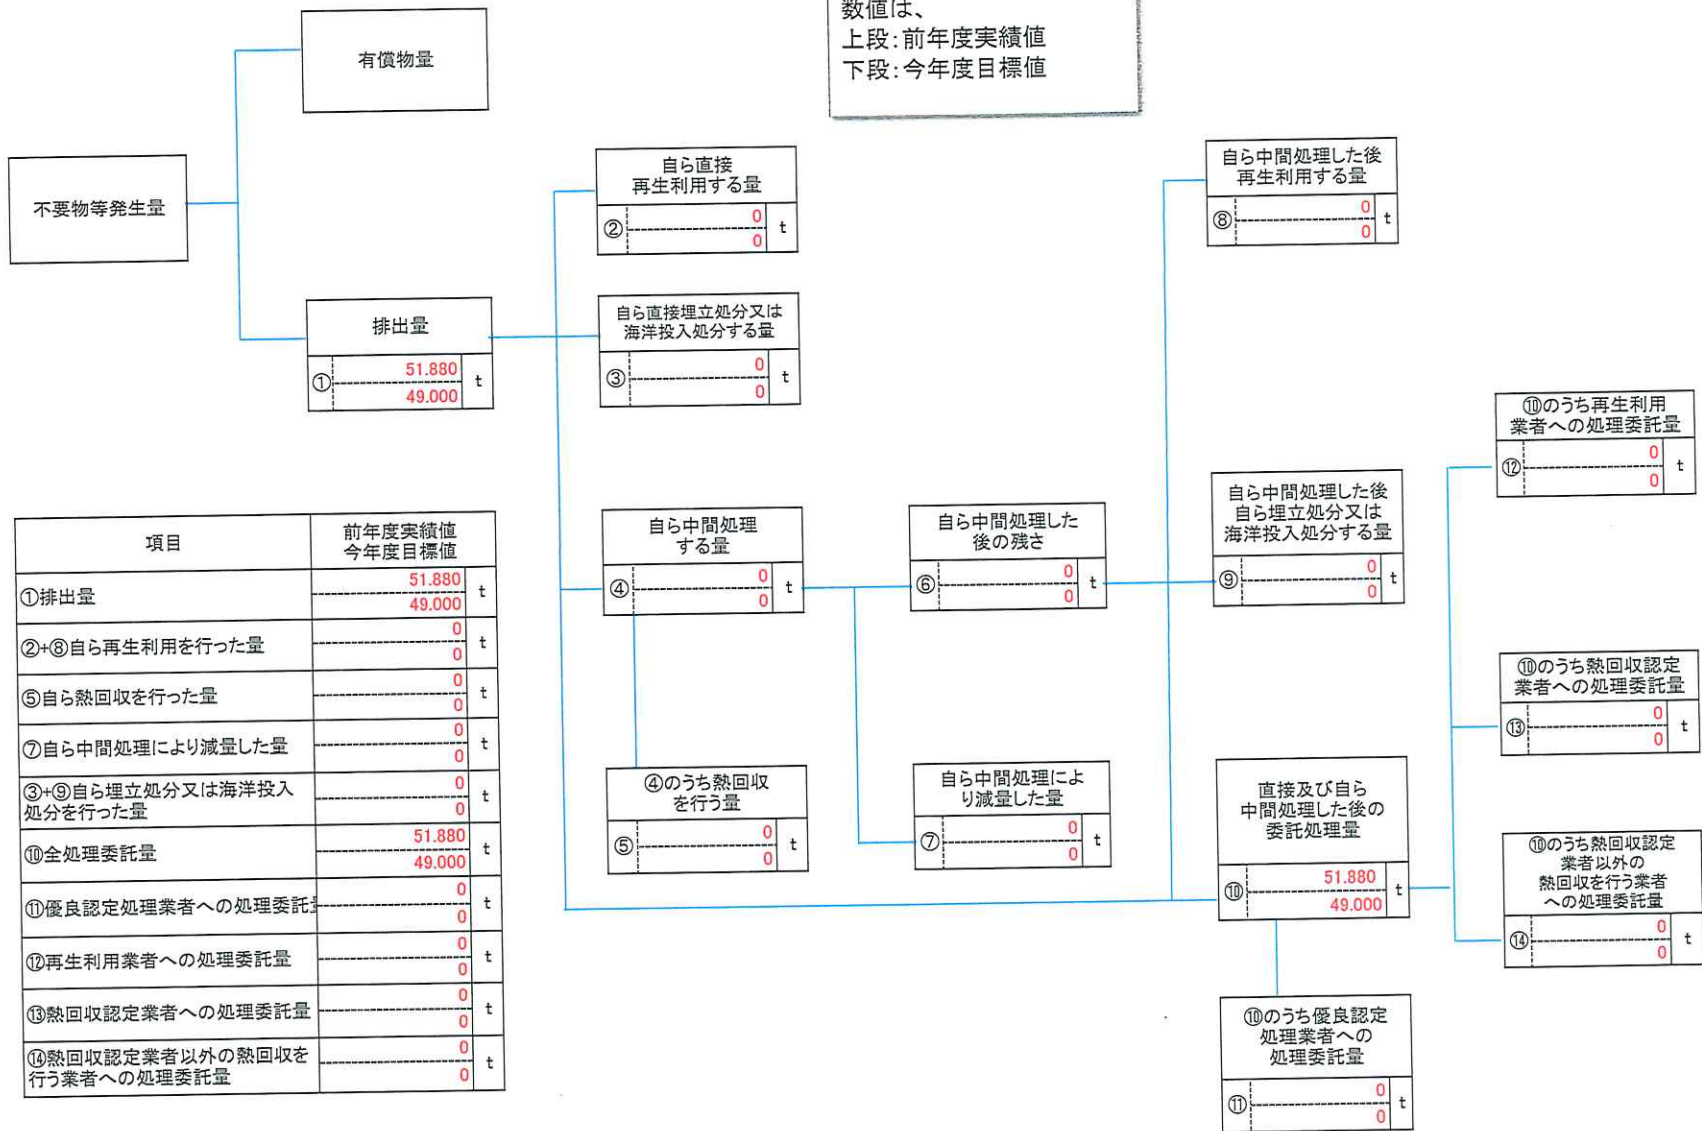 数値は、
上段:前年度実績値
下段:今年度目標値
有償物量
不要物等発生量
排出量
① 51.880 t
49.000
自ら直接
再生利用する量
② 0 t
0
自ら直接埋立処分又は
海洋投入処分する量
③ 0 t
0
自ら中間処理
する量
④ 0 t
0
④のうち熱回収
を行う量
⑤ 0 t
0
自ら中間処理した
後の残さ
⑥ 0 t
0
自ら中間処理によ
り減量した量
⑦ 0 t
0
自ら中間処理した後
再生利用する量
⑧ 0 t
0
自ら中間処理した後
自ら埋立処分又は
海洋投入処分する量
⑨ 0 t
0
直接及び自ら
中間処理した後の
委託処理量
⑩ 51.880 t
49.000
⑩のうち優良認定
処理業者への
処理委託量
⑪ 0 t
0
⑩のうち再生利用
業者への処理委託量
⑫ 0 t
0
⑩のうち熱回収認定
業者への処理委託量
⑬ 0 t
0
⑩のうち熱回収認定
業者以外の
熱回収を行う業者
への処理委託量
⑭ 0 t
0
項目 前年度実績値
今年度目標値
①排出量 51.880 t
49.000
②+⑧自ら再生利用を行った量 0 t
0
⑤自ら熱回収を行った量 0 t
0
⑦自ら中間処理により減量した量 0 t
0
③+⑨自ら埋立処分又は海洋投入
処分を行った量 0 t
0
⑩全処理委託量 51.880 t
49.000
⑪優良認定処理業者への処理委託 0 t
0
⑫再生利用業者への処理委託量 0 t
0
⑬熱回収認定業者への処理委託量 0 t
0
⑭熱回収認定業者以外の熱回収を
行う業者への処理委託量 0 t
0